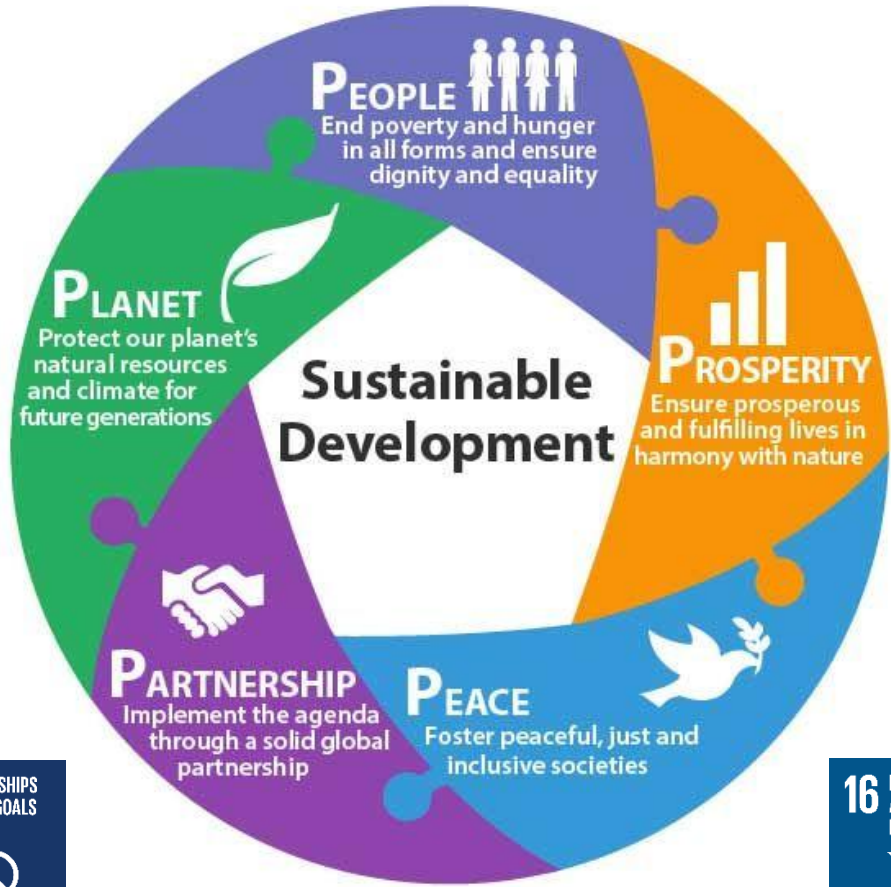 PEOPLE
End poverty and hunger
in all forms and ensure
dignity and equality
PROSPERITY
Ensure prosperous
and fulfilling lives in
harmony with nature
PEACE
Foster peaceful, just and
inclusive societies
PARTNERSHIP
Implement the agenda
through a solid global
partnership
PLANET
Protect our planet's
natural resources
and climate for
future generations
Sustainable
Development
GOALS
16